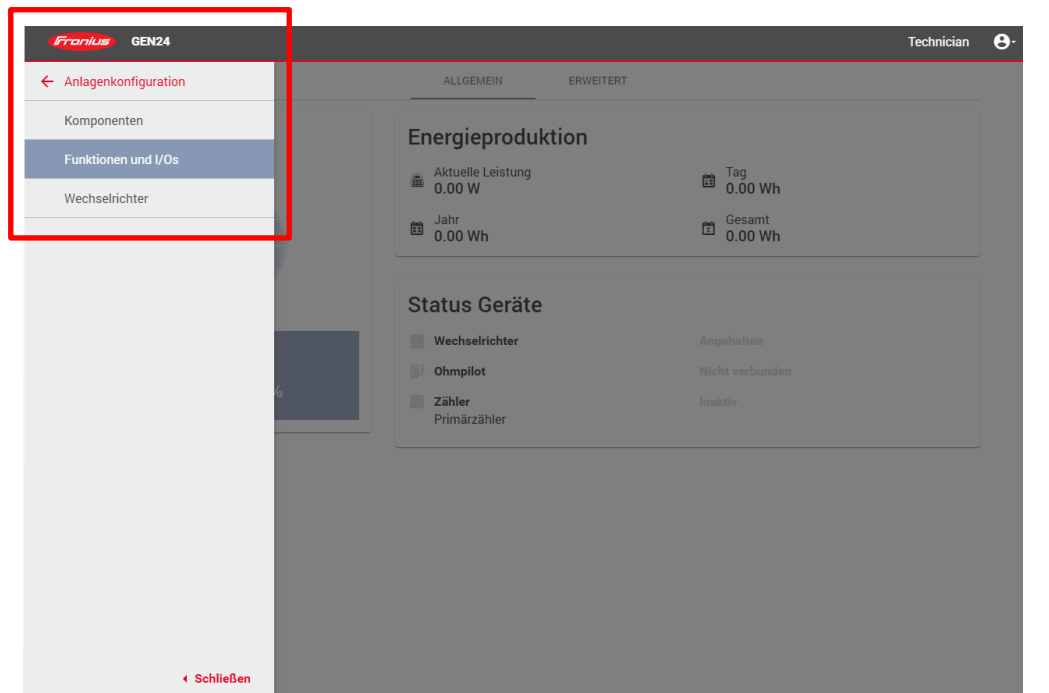 Fronius GEN24 Technician
Anlagenkonfiguration
ALLGEMEIN ERWEITERT
Komponenten
Funktionen und I/Os
Wechselrichter
Energieproduktion
Aktuelle Leistung
0.00 W
Tag
0.00 Wh
Jahr
0.00 Wh
Gesamt
0.00 Wh
Status Geräte
Wechselrichter Angehalten
Ohmpilot Nicht verbunden
Zähler Inaktiv
Primärzähler
%
Schließen